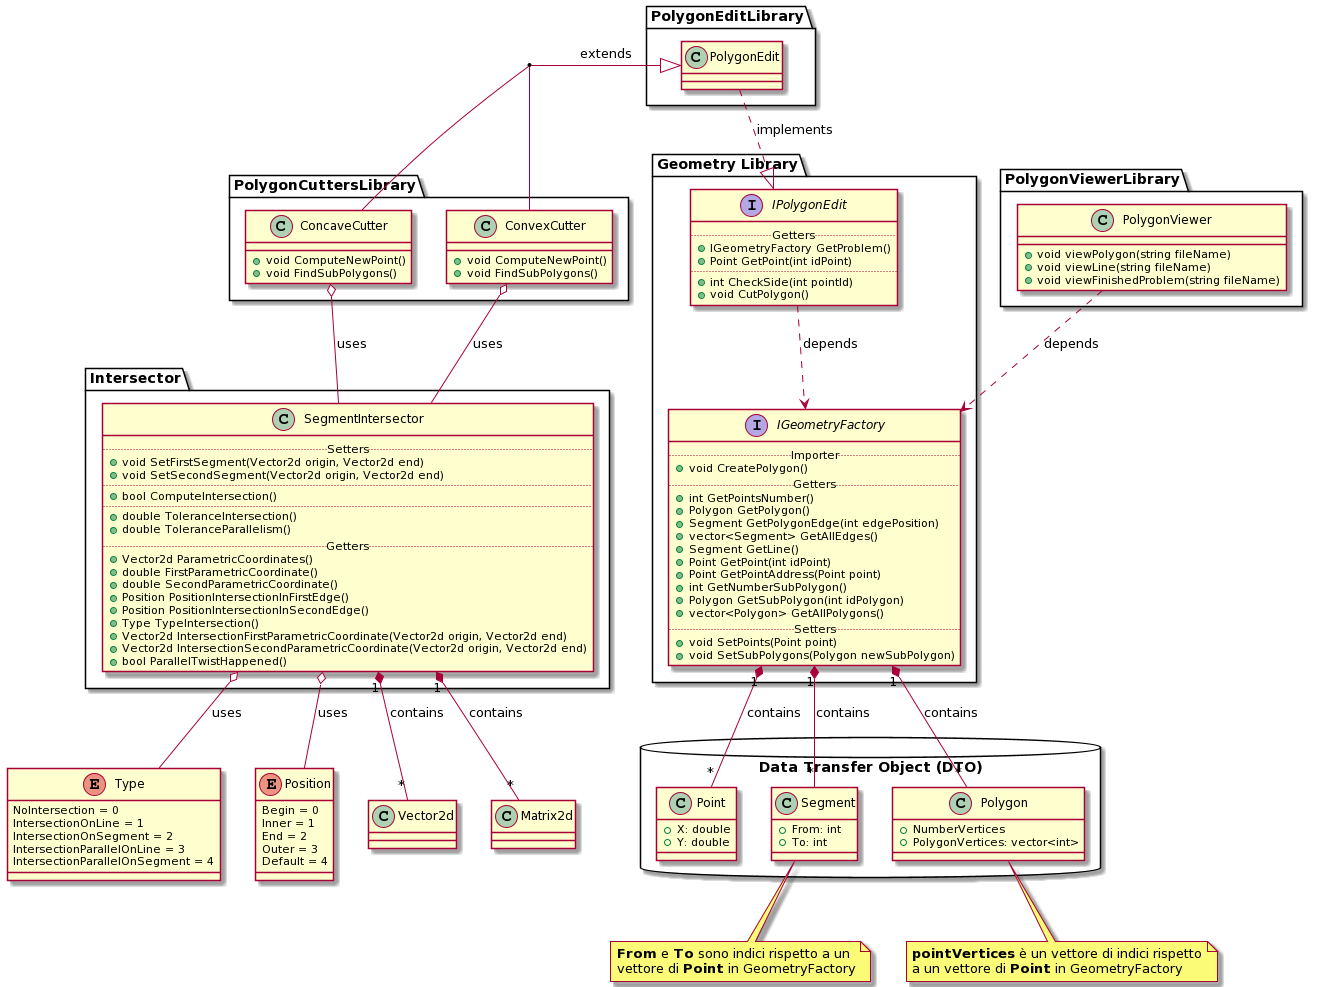 PolygonEditLibrary
C PolygonEdit
extends
implements
PolygonCuttersLibrary
C ConcaveCutter
void ComputeNewPoint()
void FindSubPolygons()
C ConvexCutter
void ComputeNewPoint()
void FindSubPolygons()
uses
uses
Geometry Library
I IPolygonEdit
Getters
IGeometryFactory GetProblem()
Point GetPoint(int idPoint)
int CheckSide(int pointId)
void CutPolygon()
depends
PolygonViewerLibrary
C PolygonViewer
void viewPolygon(string fileName)
void viewLine(string fileName)
void viewFinishedProblem(string fileName)
depends
Intersector
C SegmentIntersector
Setters
void SetFirstSegment(Vector2d origin, Vector2d end)
void SetSecondSegment(Vector2d origin, Vector2d end)
bool ComputeIntersection()
double ToleranceIntersection()
double ToleranceParallelism()
Getters
Vector2d ParametricCoordinates()
double FirstParametricCoordinate()
double SecondParametricCoordinate()
Position PositionIntersectionInFirstEdge()
Position PositionIntersectionInSecondEdge()
Type TypeIntersection()
Vector2d IntersectionFirstParametricCoordinate(Vector2d origin, Vector2d end)
Vector2d IntersectionSecondParametricCoordinate(Vector2d origin, Vector2d end)
bool ParallelTwistHappened()
I IGeometryFactory
Importer
void CreatePolygon()
Getters
int GetPointsNumber()
Polygon GetPolygon()
Segment GetPolygonEdge(int edgePosition)
vector<Segment> GetAllEdges()
Segment GetLine()
Point GetPoint(int idPoint)
Point GetPointAddress(Point point)
int GetNumberSubPolygon()
Polygon GetSubPolygon(int idPolygon)
vector<Polygon> GetAllPolygons()
Setters
void SetPoints(Point point)
void SetSubPolygons(Polygon newSubPolygon)
1 1 1 1 1
uses uses contains contains contains contains contains
* * * * *
E Type
NoIntersection = 0
IntersectionOnLine = 1
IntersectionOnSegment = 2
IntersectionParallelOnLine = 3
IntersectionParallelOnSegment = 4
E Position
Begin = 0
Inner = 1
End = 2
Outer = 3
Default = 4
C Vector2d
C Matrix2d
Data Transfer Object (DTO)
C Point
X: double
Y: double
C Segment
From: int
To: int
C Polygon
NumberVertices
PolygonVertices: vector<int>
From e To sono indici rispetto a un
vettore di Point in GeometryFactory
pointVertices è un vettore di indici rispetto
a un vettore di Point in GeometryFactory